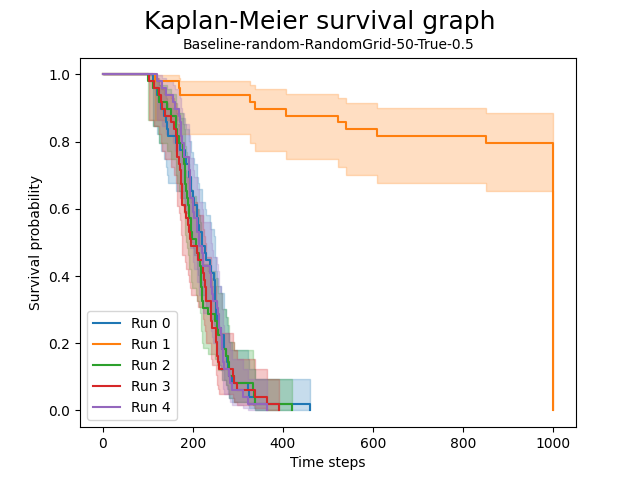 Kaplan-Meier survival graph
Baseline-random-RandomGrid-50-True-0.5
Survival probability
1.0
0.8
0.6
0.4
0.2
0.0
Run 0
Run 1
Run 2
Run 3
Run 4
0 200 400 600 800 1000
Time steps